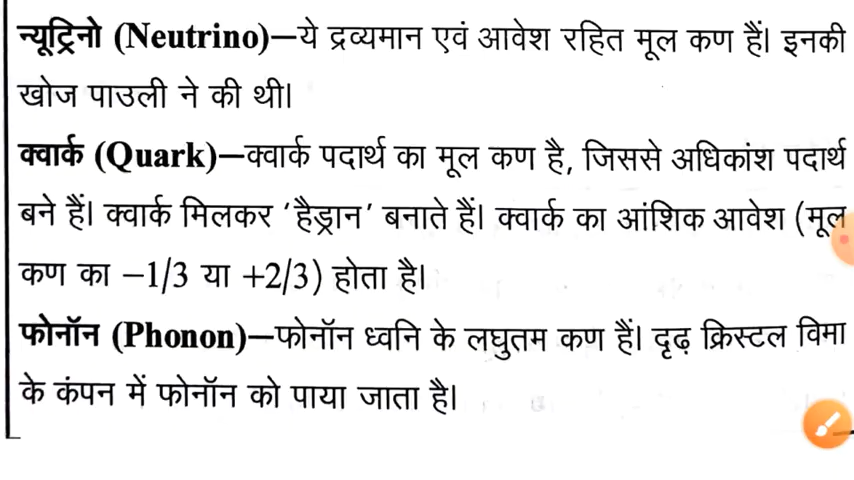 न्यूट्रिनो (Neutrino)—ये द्रव्यमान एवं आवेश रहित मूल कण हैं। इनकी
खोज पाउली ने की थी।
क्वार्क (Quark)—क्वार्क पदार्थ का मूल कण है, जिससे अधिकांश पदार्थ
बने हैं। क्वार्क मिलकर ‘हैड्रान’ बनाते हैं। क्वार्क का आंशिक आवेश (मूल
कण का −1/3 या +2/3) होता है।
फोनॉन (Phonon)—फोनॉन ध्वनि के लघुतम कण हैं। दृढ़ क्रिस्टल विमा
के कंपन में फोनॉन को पाया जाता है।